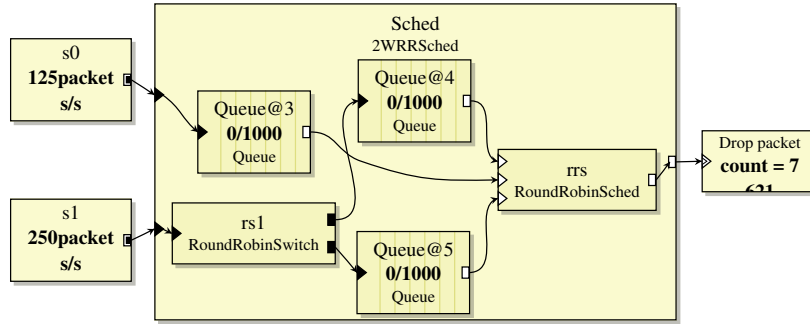 Sched
2WRRSched
s0
125packet
s/s
Queue@3
0/1000
Queue
Queue@4
0/1000
Queue
rrs
RoundRobinSched
Drop packet
count = 7
621
s1
250packet
s/s
rs1
RoundRobinSwitch
Queue@5
0/1000
Queue